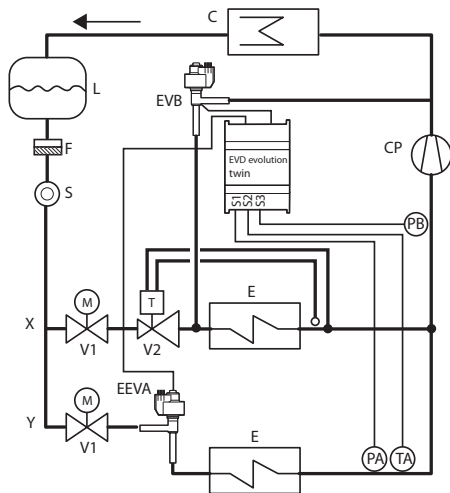 C
L
EVB
F
EVD evolution
twin
CP
S
S1
S2
S3
PB
M
T
E
X
V1
V2
EEVA
M
E
Y
V1
PA
TA